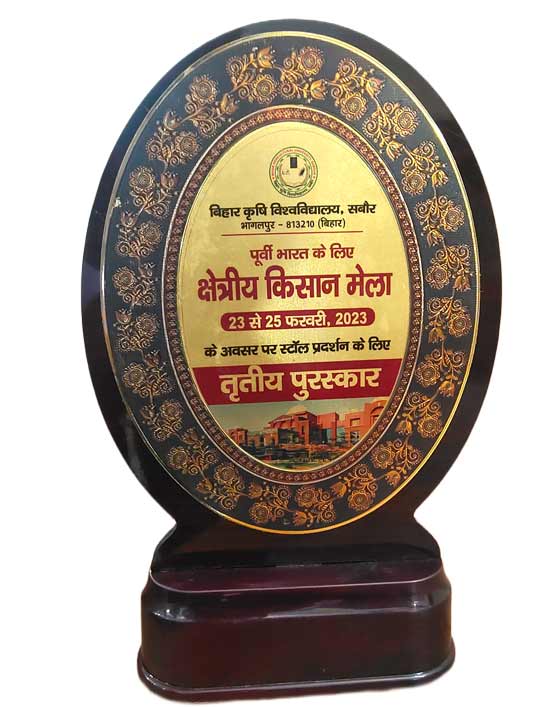 बिहार कृषि विश्वविद्यालय, सबौर
भागलपुर - 813210 (बिहार)
पूर्वी भारत के लिए
क्षेत्रीय किसान मेला
23 से 25 फरवरी, 2023
के अवसर पर स्टॉल प्रदर्शन के लिए
तृतीय पुरस्कार